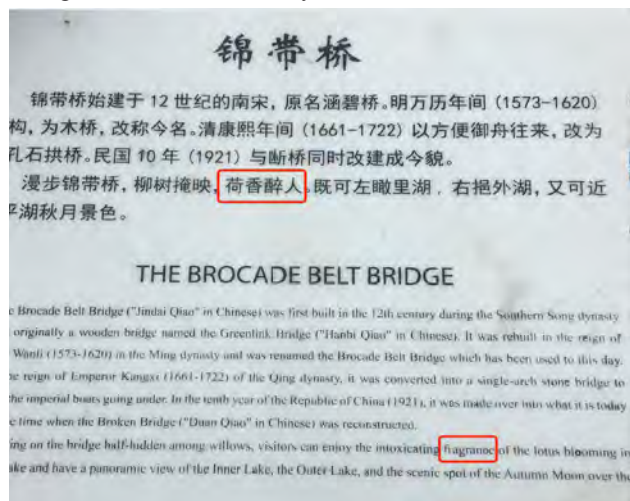 锦带桥
锦带桥始建于 12 世纪的南宋，原名涵碧桥。明万历年间（1573-1620）
构，为木桥，改称今名。清康熙年间（1661-1722）以方便御舟往来，改为
孔石拱桥。民国 10 年（1921）与断桥同时改建成今貌。
漫步锦带桥，柳树掩映，荷香醉人。既可左瞰里湖，右挹外湖，又可近
平湖秋月景色。
THE BROCADE BELT BRIDGE
e Brocade Belt Bridge ("Jindai Qiao" in Chinese) was first built in the 12th century during the Southern Song dynasty
originally a wooden bridge named the Greenlink Bridge ("Hanbi Qiao" in Chinese). It was rebuilt in the reign of
Wanli (1573-1620) in the Ming dynasty and was renamed the Brocade Belt Bridge which has been used to this day.
he reign of Emperor Kangxi (1661-1722) of the Qing dynasty, it was converted into a single-arch stone bridge to
the imperial boats going under. In the tenth year of the Republic of China (1921), it was made over into what it is today
e time when the Broken Bridge ("Duan Qiao" in Chinese) was reconstructed.
ing on the bridge half-hidden among willows, visitors can enjoy the intoxicating fragrance of the lotus blooming in
ake and have a panoramic view of the Inner Lake, the Outer Lake, and the scenic spot of the Autumn Moon over the